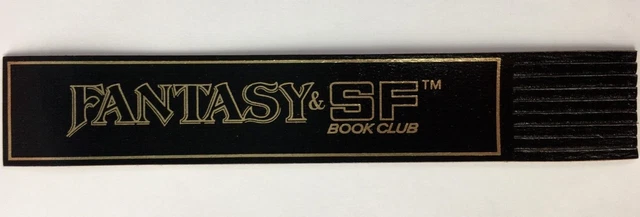 FANTASY & SF™
BOOK CLUB